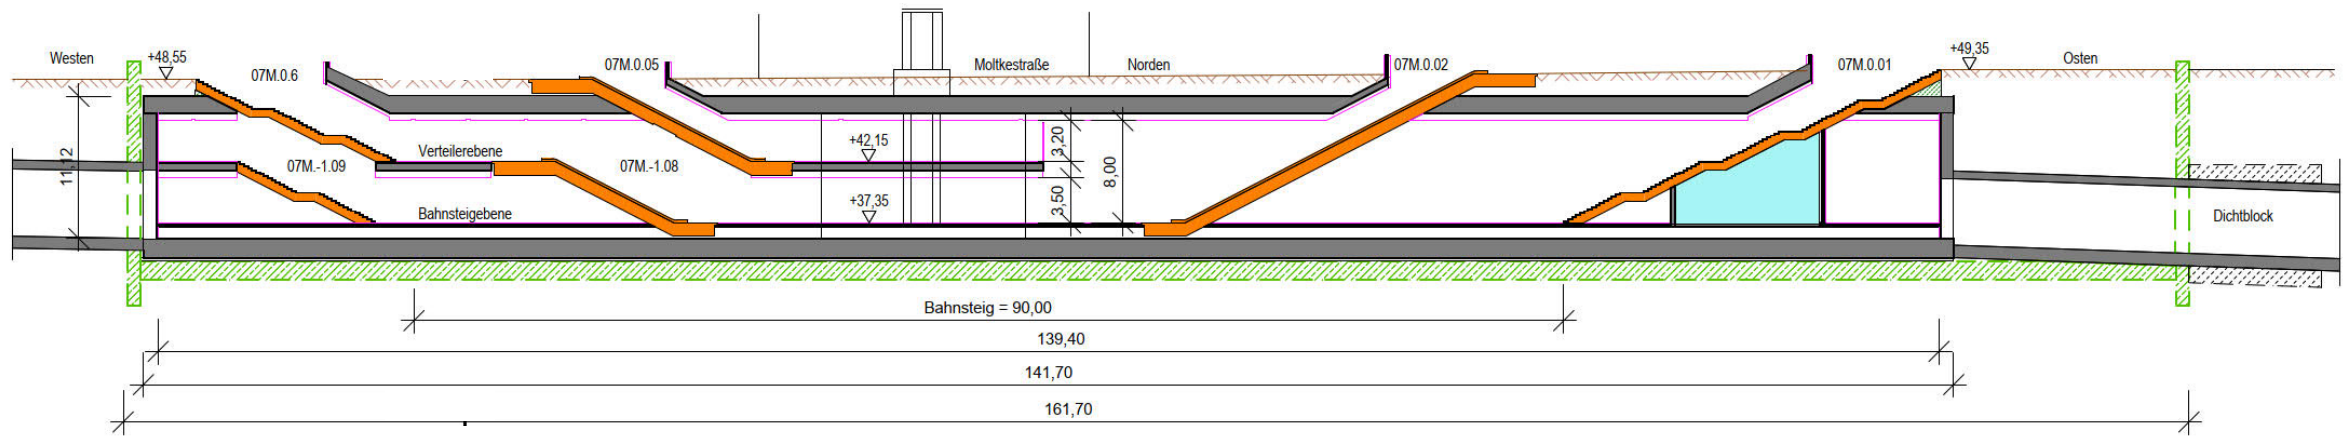 Westen
+48,55
07M.0.6
07M.0.05
Moltkestraße
Norden
07M.0.02
07M.0.01
+49,35
Osten
11,12
07M.-1.09
Verteilerebene
07M.-1.08
+42,15
3,20
8,00
Bahnsteigebene
+37,35
3,50
Dichtblock
Bahnsteig = 90,00
139,40
141,70
161,70